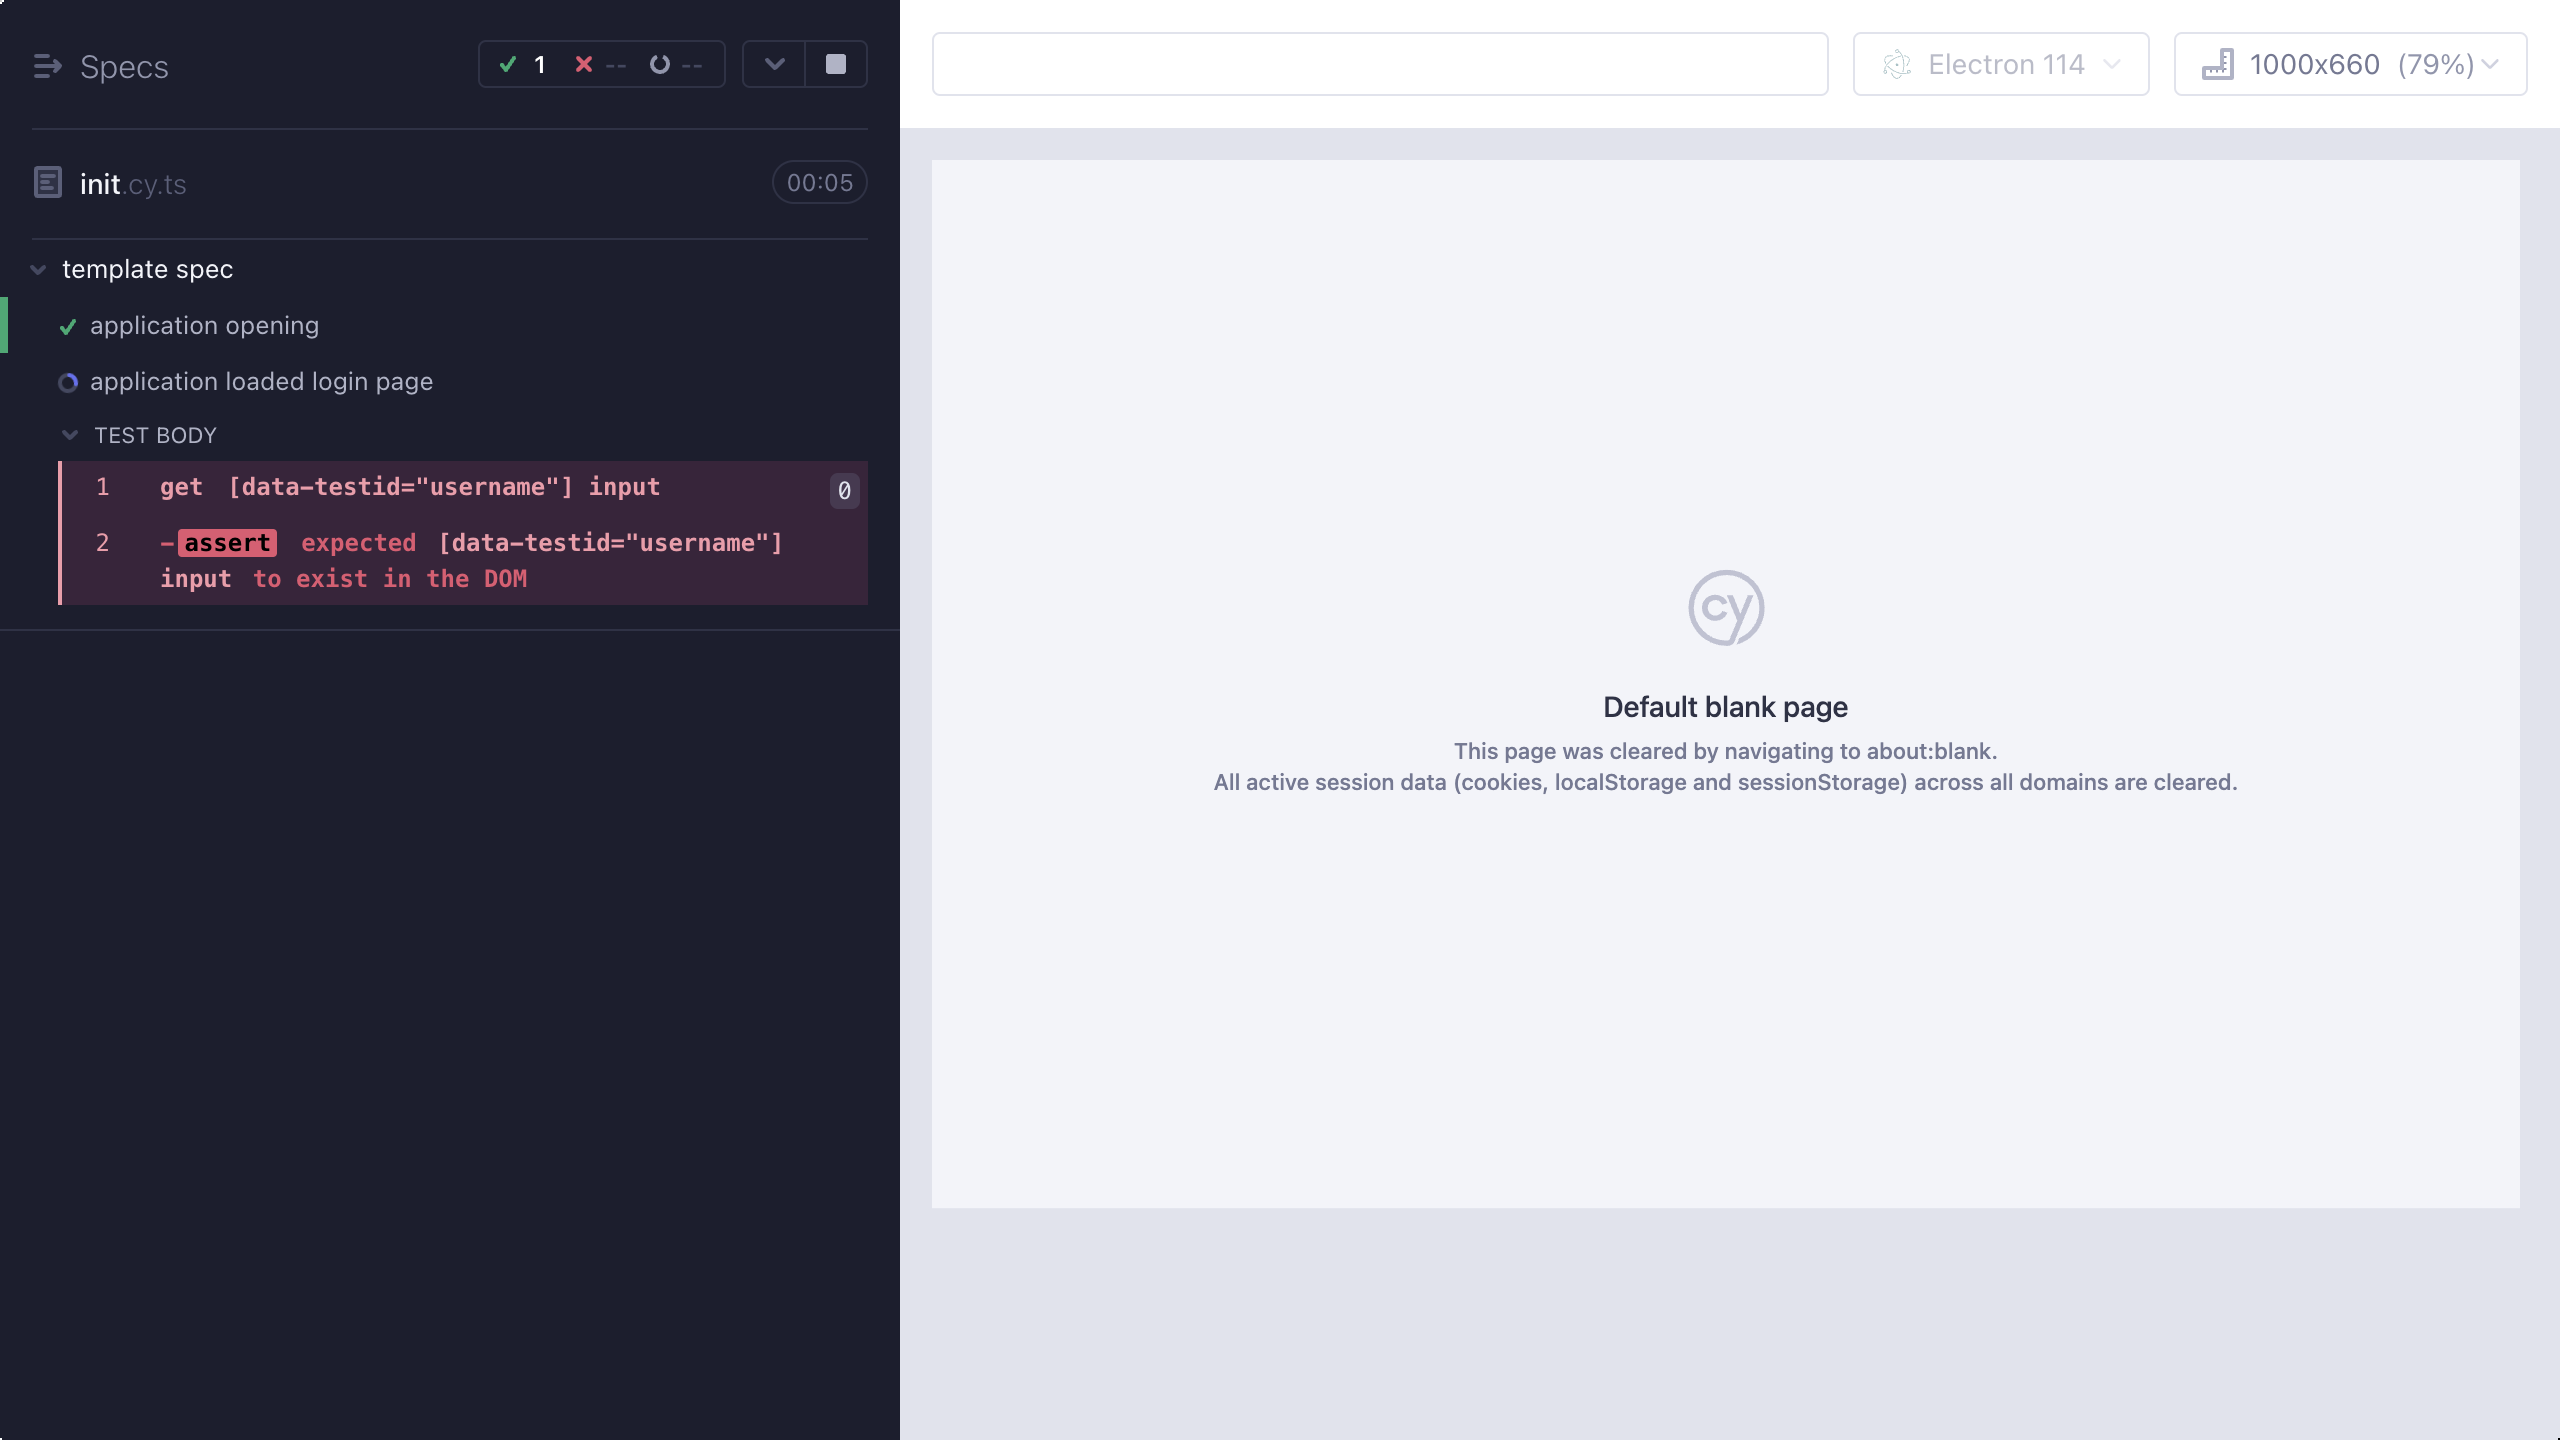 Specs
1 -- --
init.cy.ts
00:05
template spec
application opening
application loaded login page
TEST BODY
1 get [data-testid="username"] input 0
2 -assert expected [data-testid="username"]
input to exist in the DOM
Electron 114
1000x660 (79%)
cy
Default blank page
This page was cleared by navigating to about:blank.
All active session data (cookies, localStorage and sessionStorage) across all domains are cleared.